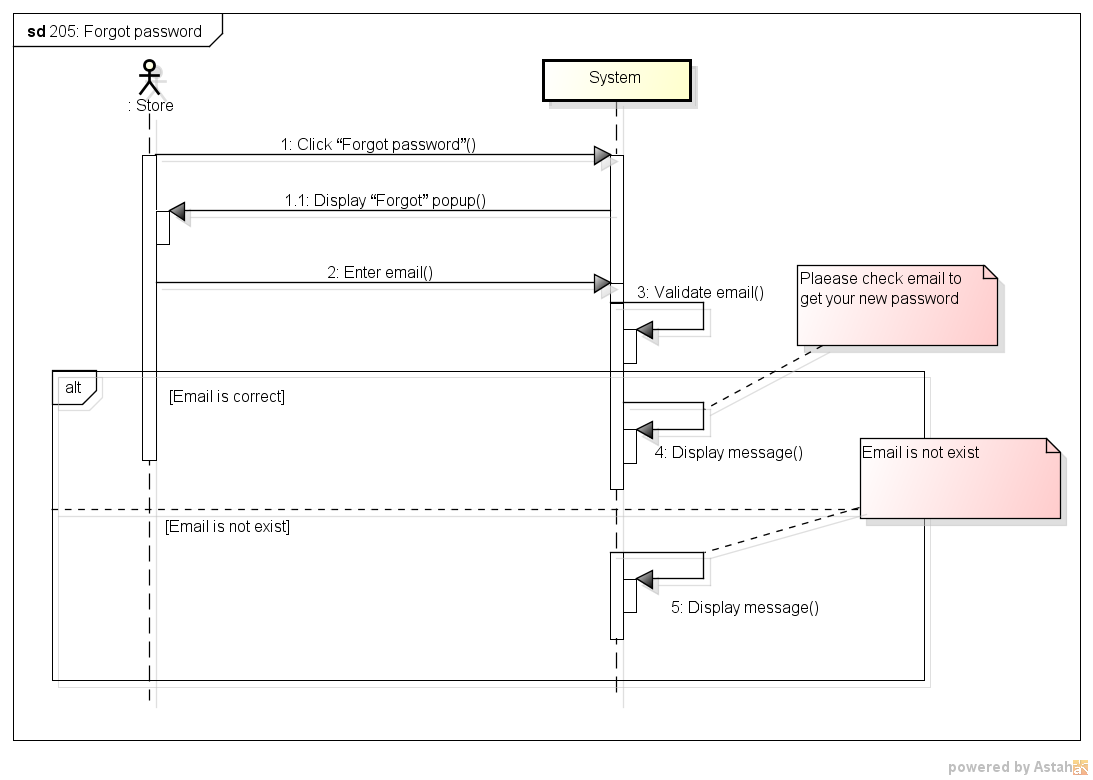 sd 205: Forgot password
: Store
System
1: Click “Forgot password”()
1.1: Display “Forgot” popup()
2: Enter email()
3: Validate email()
Plaease check email to
get your new password
alt
[Email is correct]
4: Display message()
Email is not exist
[Email is not exist]
5: Display message()
powered by Astah